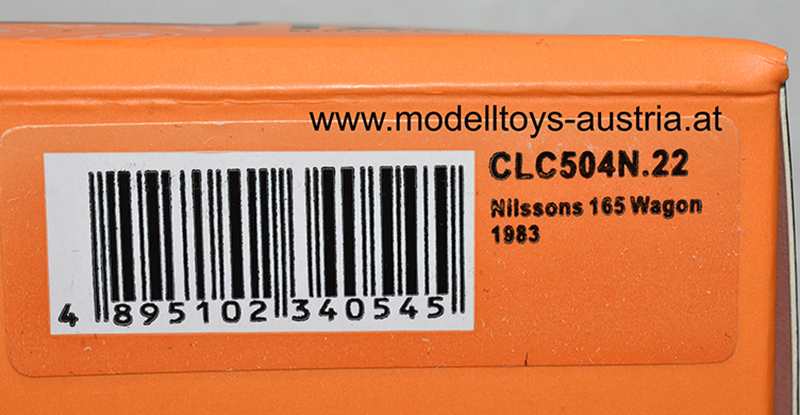 www.modelltoys-austria.at
CLC504N.22
Nilssons 165 Wagon
1983
4 895102 340545